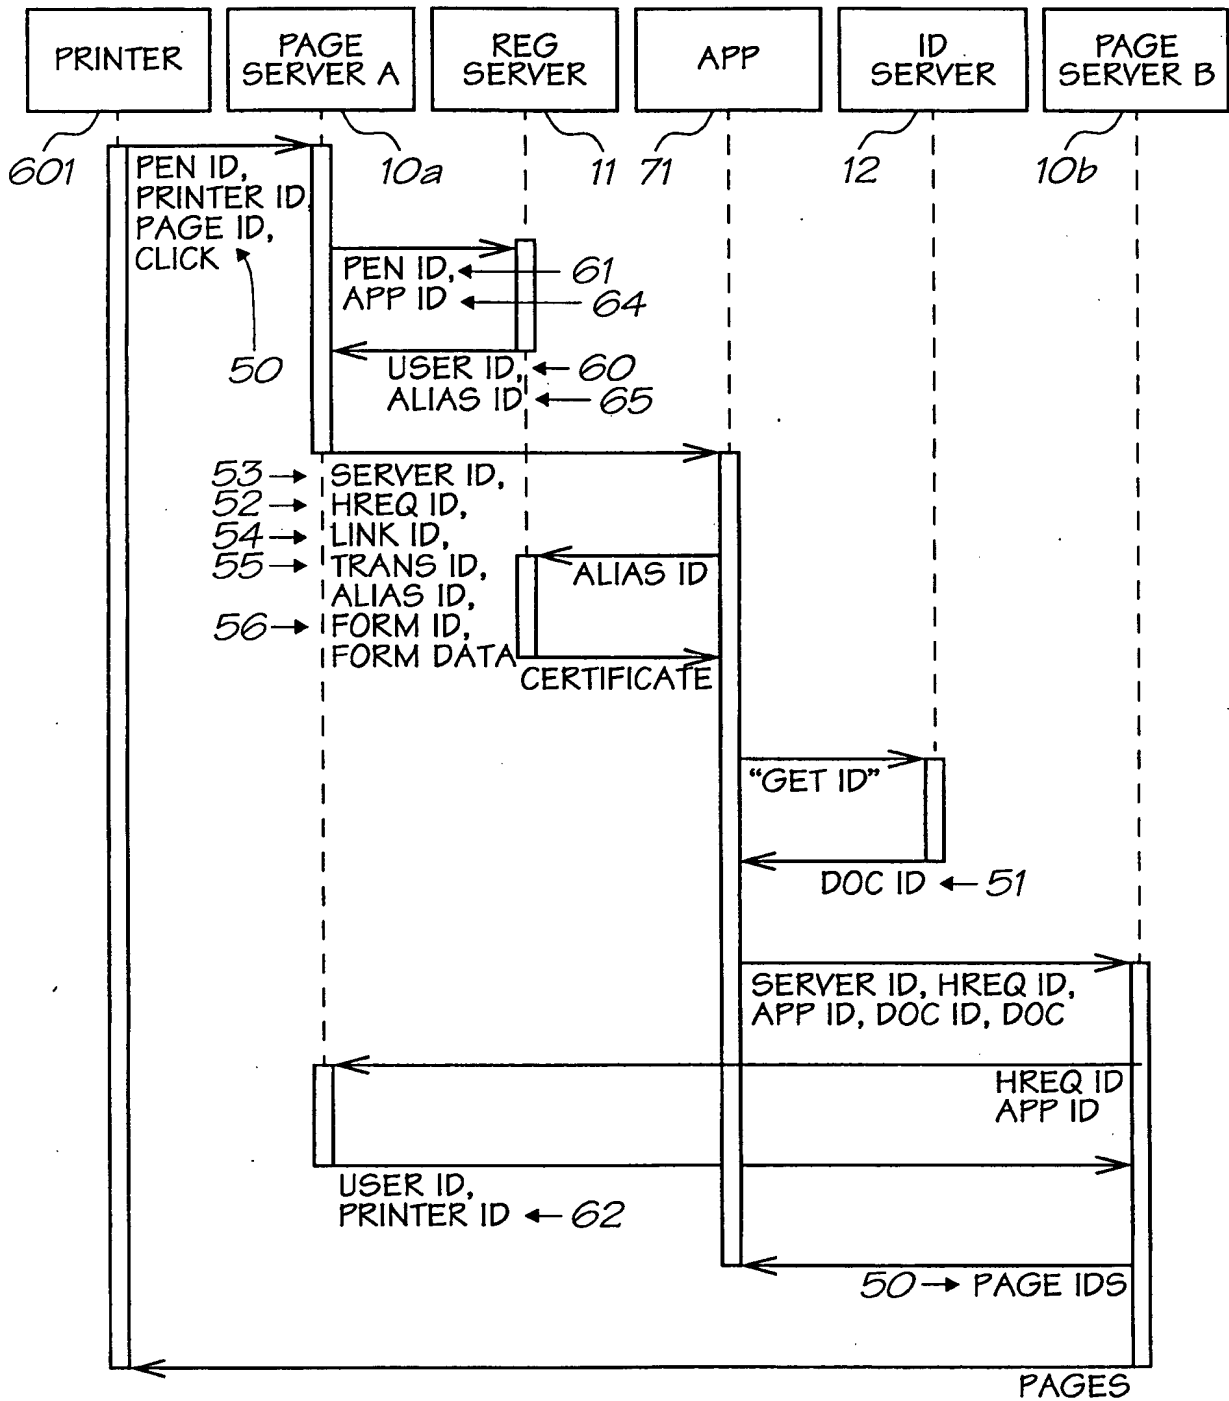 PRINTER
PAGE
SERVER A
REG
SERVER
APP
ID
SERVER
PAGE
SERVER B
601
10a
11
71
12
10b
PEN ID,
PRINTER ID,
PAGE ID,
CLICK
50
PEN ID,
61
APP ID
64
USER ID,
60
ALIAS ID
65
53
SERVER ID,
52
HREQ ID,
54
LINK ID,
55
TRANS ID,
ALIAS ID,
56
FORM ID,
FORM DATA
ALIAS ID
CERTIFICATE
“GET ID”
DOC ID
51
SERVER ID, HREQ ID,
APP ID, DOC ID, DOC
HREQ ID
APP ID
USER ID,
PRINTER ID
62
50
PAGE IDS
PAGES